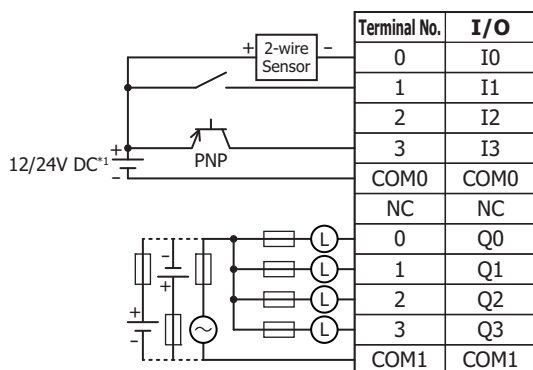 Terminal No. I/O
+ 2-wire Sensor − 0 I0
1 I1
2 I2
PNP 3 I3
12/24V DC*1 + −
COM0 COM0
NC NC
L 0 Q0
L 1 Q1
L 2 Q2
L 3 Q3
− + + −
COM1 COM1